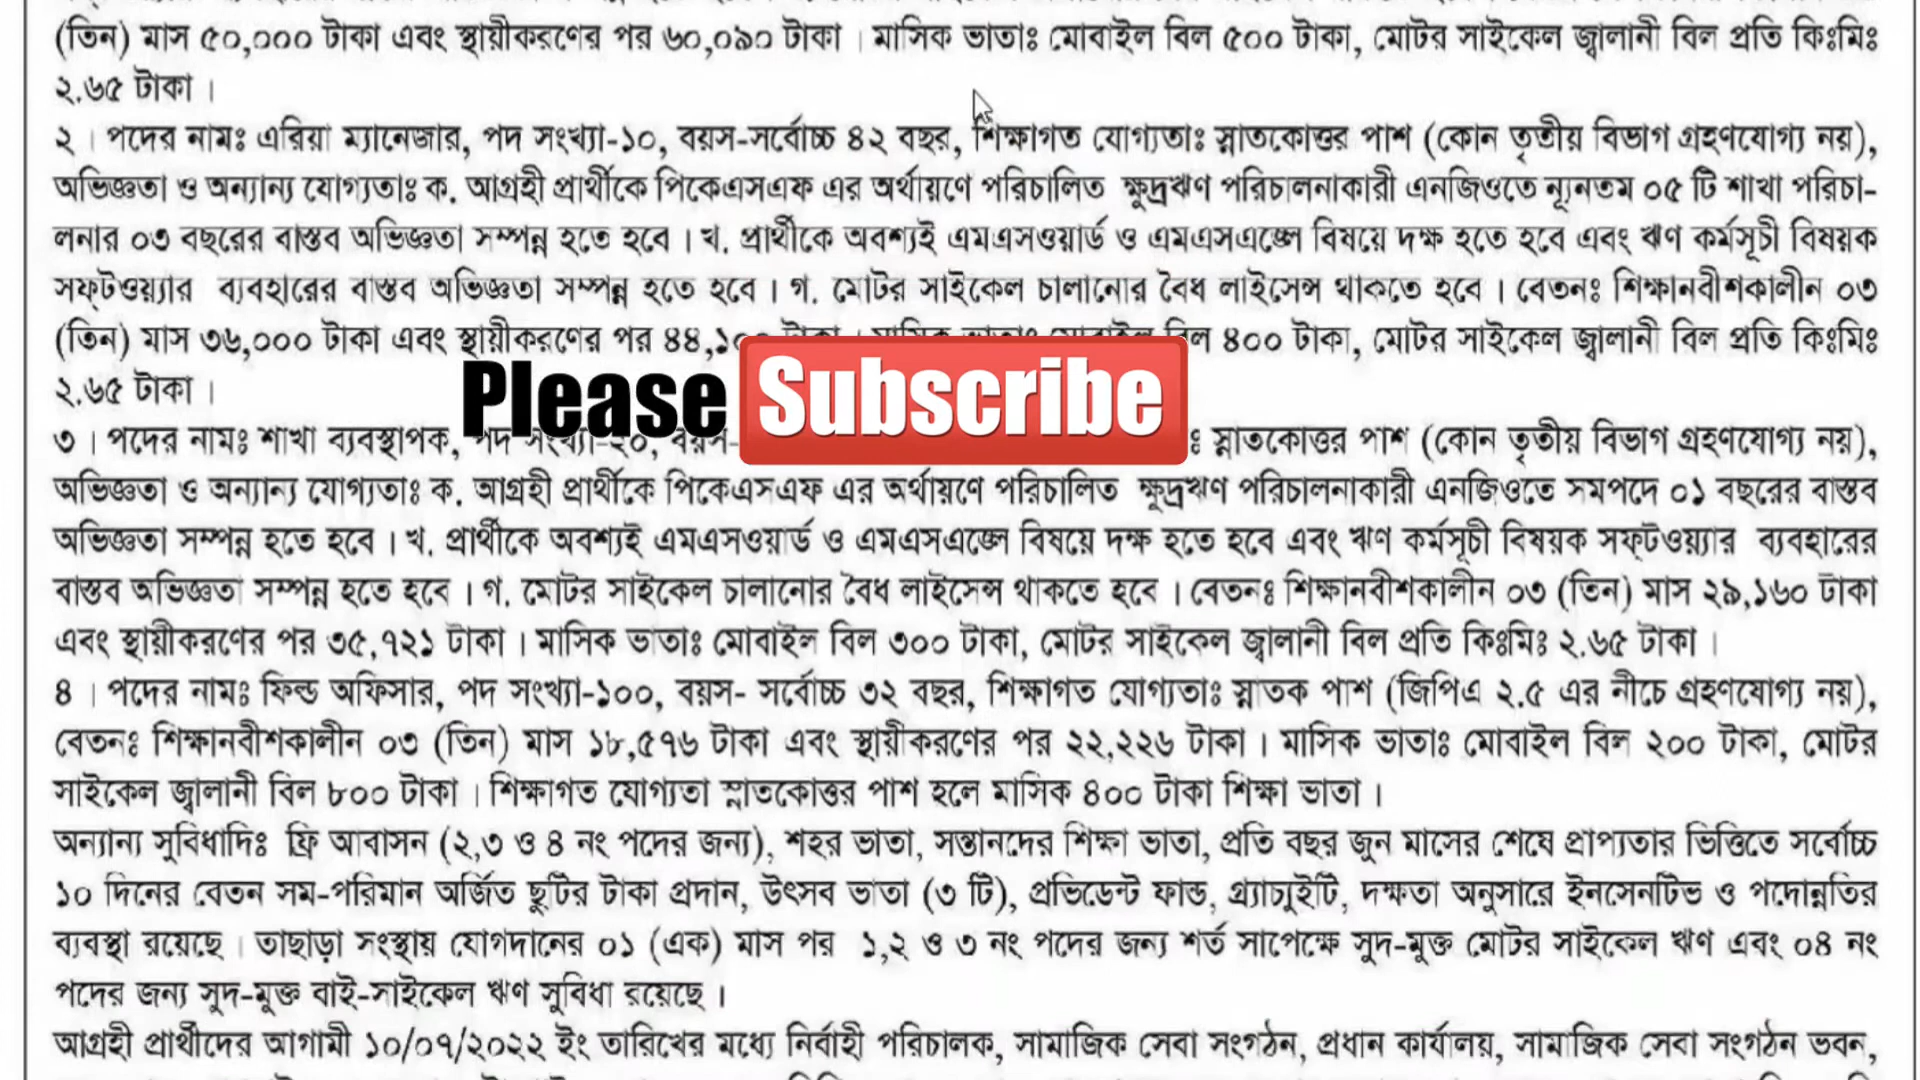 (তিন) মাস ৫০,০০০ টাকা এবং স্থায়ীকরণের পর ৬০,০৯০ টাকা । মাসিক ভাতাঃ মোবাইল বিল ৫০০ টাকা, মোটর সাইকেল জ্বালানী বিল প্রতি কিঃমিঃ
২.৬৫ টাকা ।
২ । পদের নামঃ এরিয়া ম্যানেজার, পদ সংখ্যা-১০, বয়স-সর্বোচ্চ ৪২ বছর, শিক্ষাগত যোগ্যতাঃ স্নাতকোত্তর পাশ (কোন তৃতীয় বিভাগ গ্রহণযোগ্য নয়),
অভিজ্ঞতা ও অন্যান্য যোগ্যতাঃ ক. আগ্রহী প্রার্থীকে পিকেএসএফ এর অর্থায়ণে পরিচালিত ক্ষুদ্রঋণ পরিচালনাকারী এনজিওতে ন্যূনতম ০৫ টি শাখা পরিচা-
লনার ০৩ বছরের বাস্তব অভিজ্ঞতা সম্পন্ন হতে হবে । খ. প্রার্থীকে অবশ্যই এমএসওয়ার্ড ও এমএসএক্সেল বিষয়ে দক্ষ হতে হবে এবং ঋণ কর্মসূচী বিষয়ক
সফ্টওয়্যার ব্যবহারের বাস্তব অভিজ্ঞতা সম্পন্ন হতে হবে । গ. মোটর সাইকেল চালানোর বৈধ লাইসেন্স থাকতে হবে । বেতনঃ শিক্ষানবীশকালীন ০৩
(তিন) মাস ৩৬,০০০ টাকা এবং স্থায়ীকরণের পর ৪৪,১০০ টাকা । মাসিক ভাতাঃ মোবাইল বিল ৪০০ টাকা, মোটর সাইকেল জ্বালানী বিল প্রতি কিঃমিঃ
২.৬৫ টাকা ।
Please Subscribe
৩ । পদের নামঃ শাখা ব্যবস্থাপক, পদ সংখ্যা-২০, বয়স- স্নাতকোত্তর পাশ (কোন তৃতীয় বিভাগ গ্রহণযোগ্য নয়),
অভিজ্ঞতা ও অন্যান্য যোগ্যতাঃ ক. আগ্রহী প্রার্থীকে পিকেএসএফ এর অর্থায়ণে পরিচালিত ক্ষুদ্রঋণ পরিচালনাকারী এনজিওতে সমপদে ০১ বছরের বাস্তব
অভিজ্ঞতা সম্পন্ন হতে হবে । খ. প্রার্থীকে অবশ্যই এমএসওয়ার্ড ও এমএসএক্সেল বিষয়ে দক্ষ হতে হবে এবং ঋণ কর্মসূচী বিষয়ক সফ্টওয়্যার ব্যবহারের
বাস্তব অভিজ্ঞতা সম্পন্ন হতে হবে । গ. মোটর সাইকেল চালানোর বৈধ লাইসেন্স থাকতে হবে । বেতনঃ শিক্ষানবীশকালীন ০৩ (তিন) মাস ২৯,১৬০ টাকা
এবং স্থায়ীকরণের পর ৩৫,৭২১ টাকা । মাসিক ভাতাঃ মোবাইল বিল ৩০০ টাকা, মোটর সাইকেল জ্বালানী বিল প্রতি কিঃমিঃ ২.৬৫ টাকা ।
৪ । পদের নামঃ ফিল্ড অফিসার, পদ সংখ্যা-১০০, বয়স- সর্বোচ্চ ৩২ বছর, শিক্ষাগত যোগ্যতাঃ স্নাতক পাশ (জিপিএ ২.৫ এর নীচে গ্রহণযোগ্য নয়),
বেতনঃ শিক্ষানবীশকালীন ০৩ (তিন) মাস ১৮,৫৭৬ টাকা এবং স্থায়ীকরণের পর ২২,২২৬ টাকা । মাসিক ভাতাঃ মোবাইল বিল ২০০ টাকা, মোটর
সাইকেল জ্বালানী বিল ৮০০ টাকা । শিক্ষাগত যোগ্যতা স্নাতকোত্তর পাশ হলে মাসিক ৪০০ টাকা শিক্ষা ভাতা ।
অন্যান্য সুবিধাদিঃ ফ্রি আবাসন (২,৩ ও ৪ নং পদের জন্য), শহর ভাতা, সন্তানদের শিক্ষা ভাতা, প্রতি বছর জুন মাসের শেষে প্রাপ্যতার ভিত্তিতে সর্বোচ্চ
১০ দিনের বেতন সম-পরিমান অর্জিত ছুটির টাকা প্রদান, উৎসব ভাতা (৩ টি), প্রভিডেন্ট ফান্ড, গ্র্যাচ্যুইটি, দক্ষতা অনুসারে ইনসেনটিভ ও পদোন্নতির
ব্যবস্থা রয়েছে । তাছাড়া সংস্থায় যোগদানের ০১ (এক) মাস পর ১,২ ও ৩ নং পদের জন্য শর্ত সাপেক্ষে সুদ-মুক্ত মোটর সাইকেল ঋণ এবং ০৪ নং
পদের জন্য সুদ-মুক্ত বাই-সাইকেল ঋণ সুবিধা রয়েছে ।
আগ্রহী প্রার্থীদের আগামী ১০/০৭/২০২২ ইং তারিখের মধ্যে নির্বাহী পরিচালক, সামাজিক সেবা সংগঠন, প্রধান কার্যালয়, সামাজিক সেবা সংগঠন ভবন,